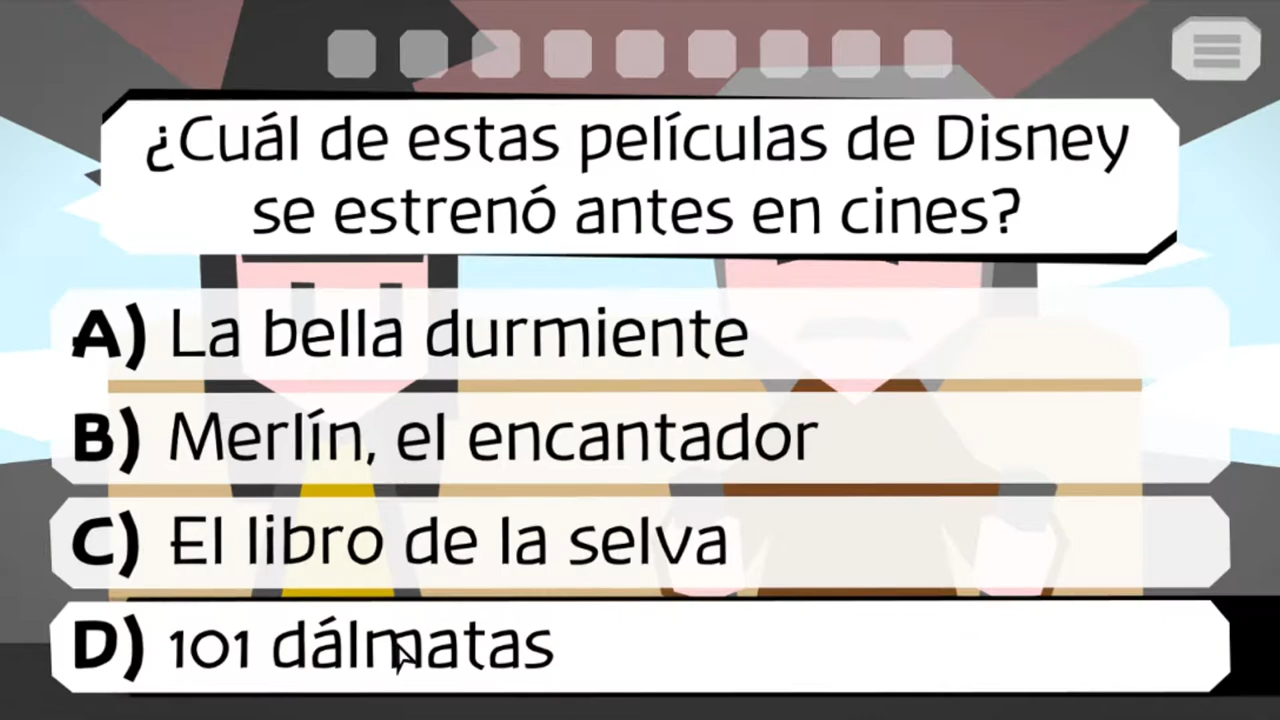 ¿Cuál de estas películas de Disney
se estrenó antes en cines?
A) La bella durmiente
B) Merlín, el encantador
C) El libro de la selva
D) 101 dálmatas